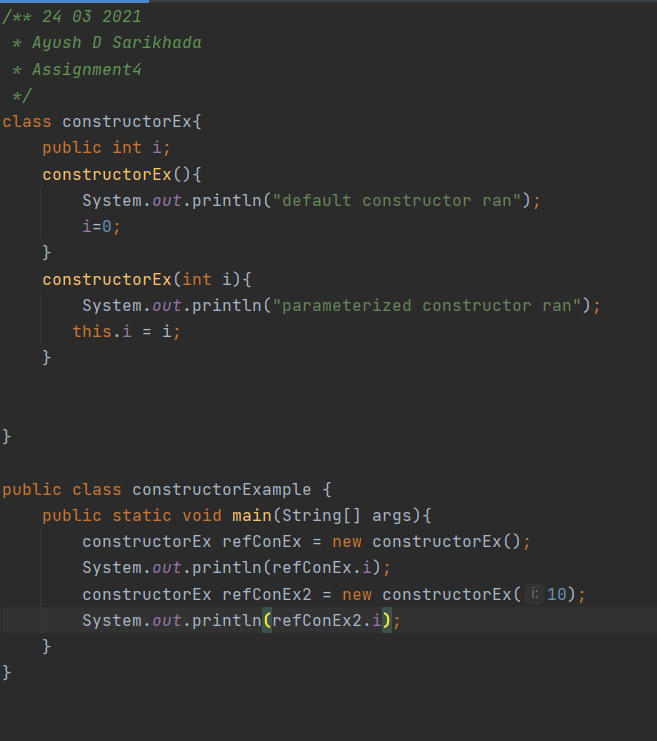 /** 24 03 2021
 * Ayush D Sarikhada
 * Assignment4
 */
class constructorEx{
    public int i;
    constructorEx(){
        System.out.println("default constructor ran");
        i=0;
    }
    constructorEx(int i){
        System.out.println("parameterized constructor ran");
       this.i = i;
    }
}
public class constructorExample {
    public static void main(String[] args){
        constructorEx refConEx = new constructorEx();
        System.out.println(refConEx.i);
        constructorEx refConEx2 = new constructorEx( i: 10);
        System.out.println(refConEx2.i);
    }
}